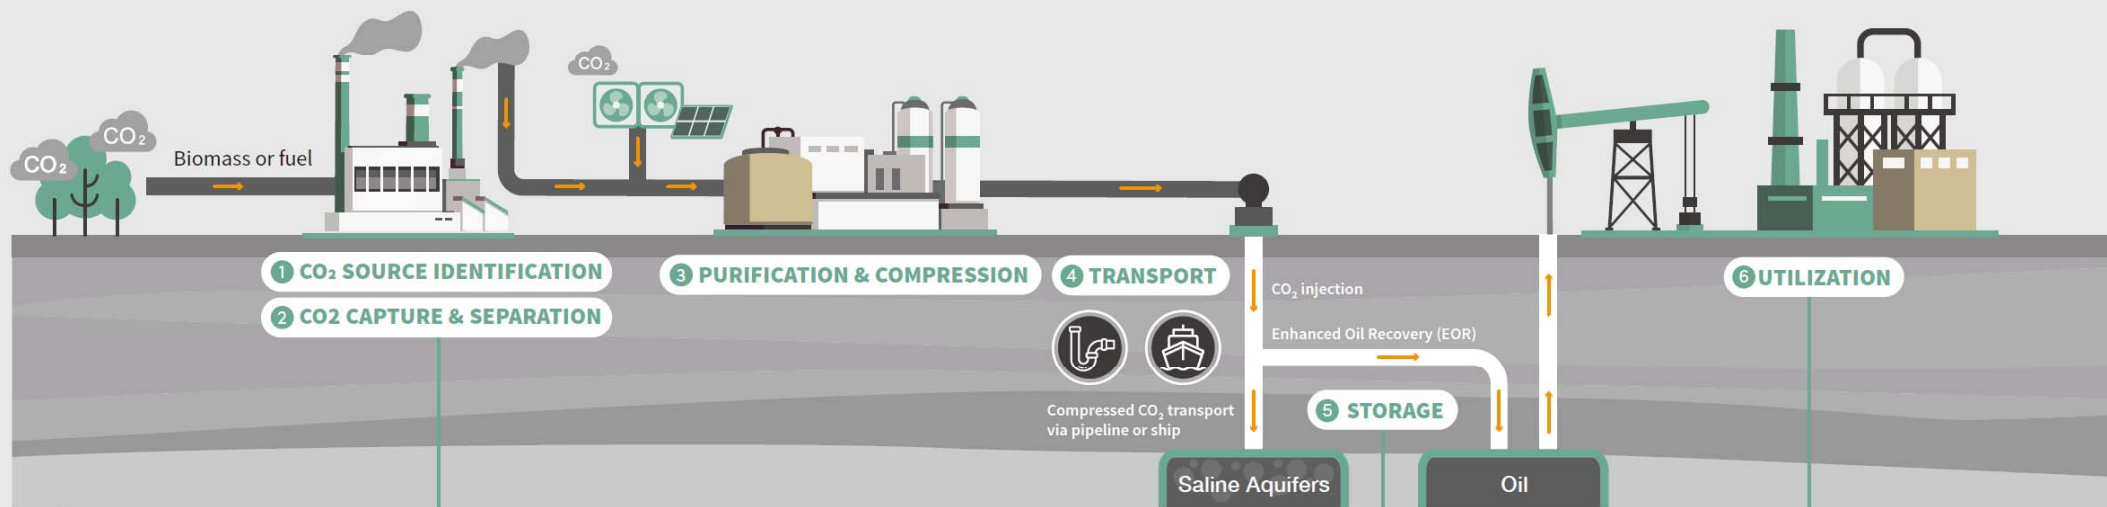 CO₂
CO₂
Biomass or fuel
CO₂
1 CO₂ SOURCE IDENTIFICATION
2 CO2 CAPTURE & SEPARATION
3 PURIFICATION & COMPRESSION
4 TRANSPORT
Compressed CO₂ transport
via pipeline or ship
CO₂ injection
Enhanced Oil Recovery (EOR)
5 STORAGE
Saline Aquifers
Oil
6 UTILIZATION